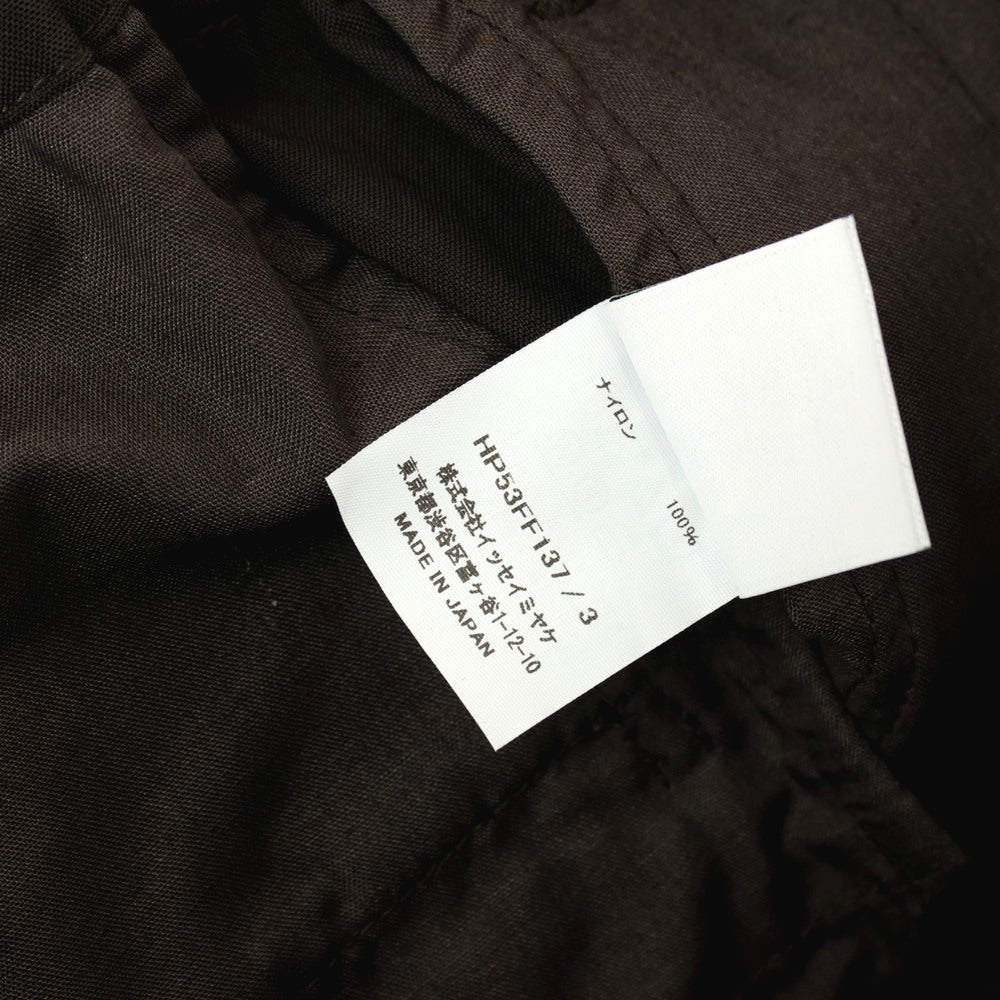 ナイロン 100%
HP53FF137 / 3
株式会社イッセイミヤケ
東京都渋谷区富ヶ谷1-12-10
MADE IN JAPAN